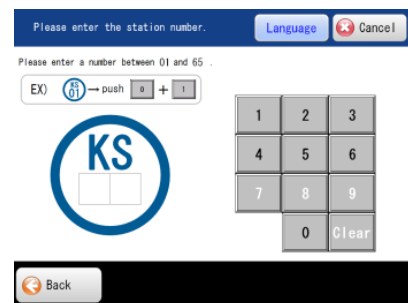 Please enter the station number.
Language
Cancel
Please enter a number between 01 and 65 .
EX) KS 01 → push 0 + 1
KS
1 2 3
4 5 6
7 8 9
0 Clear
Back